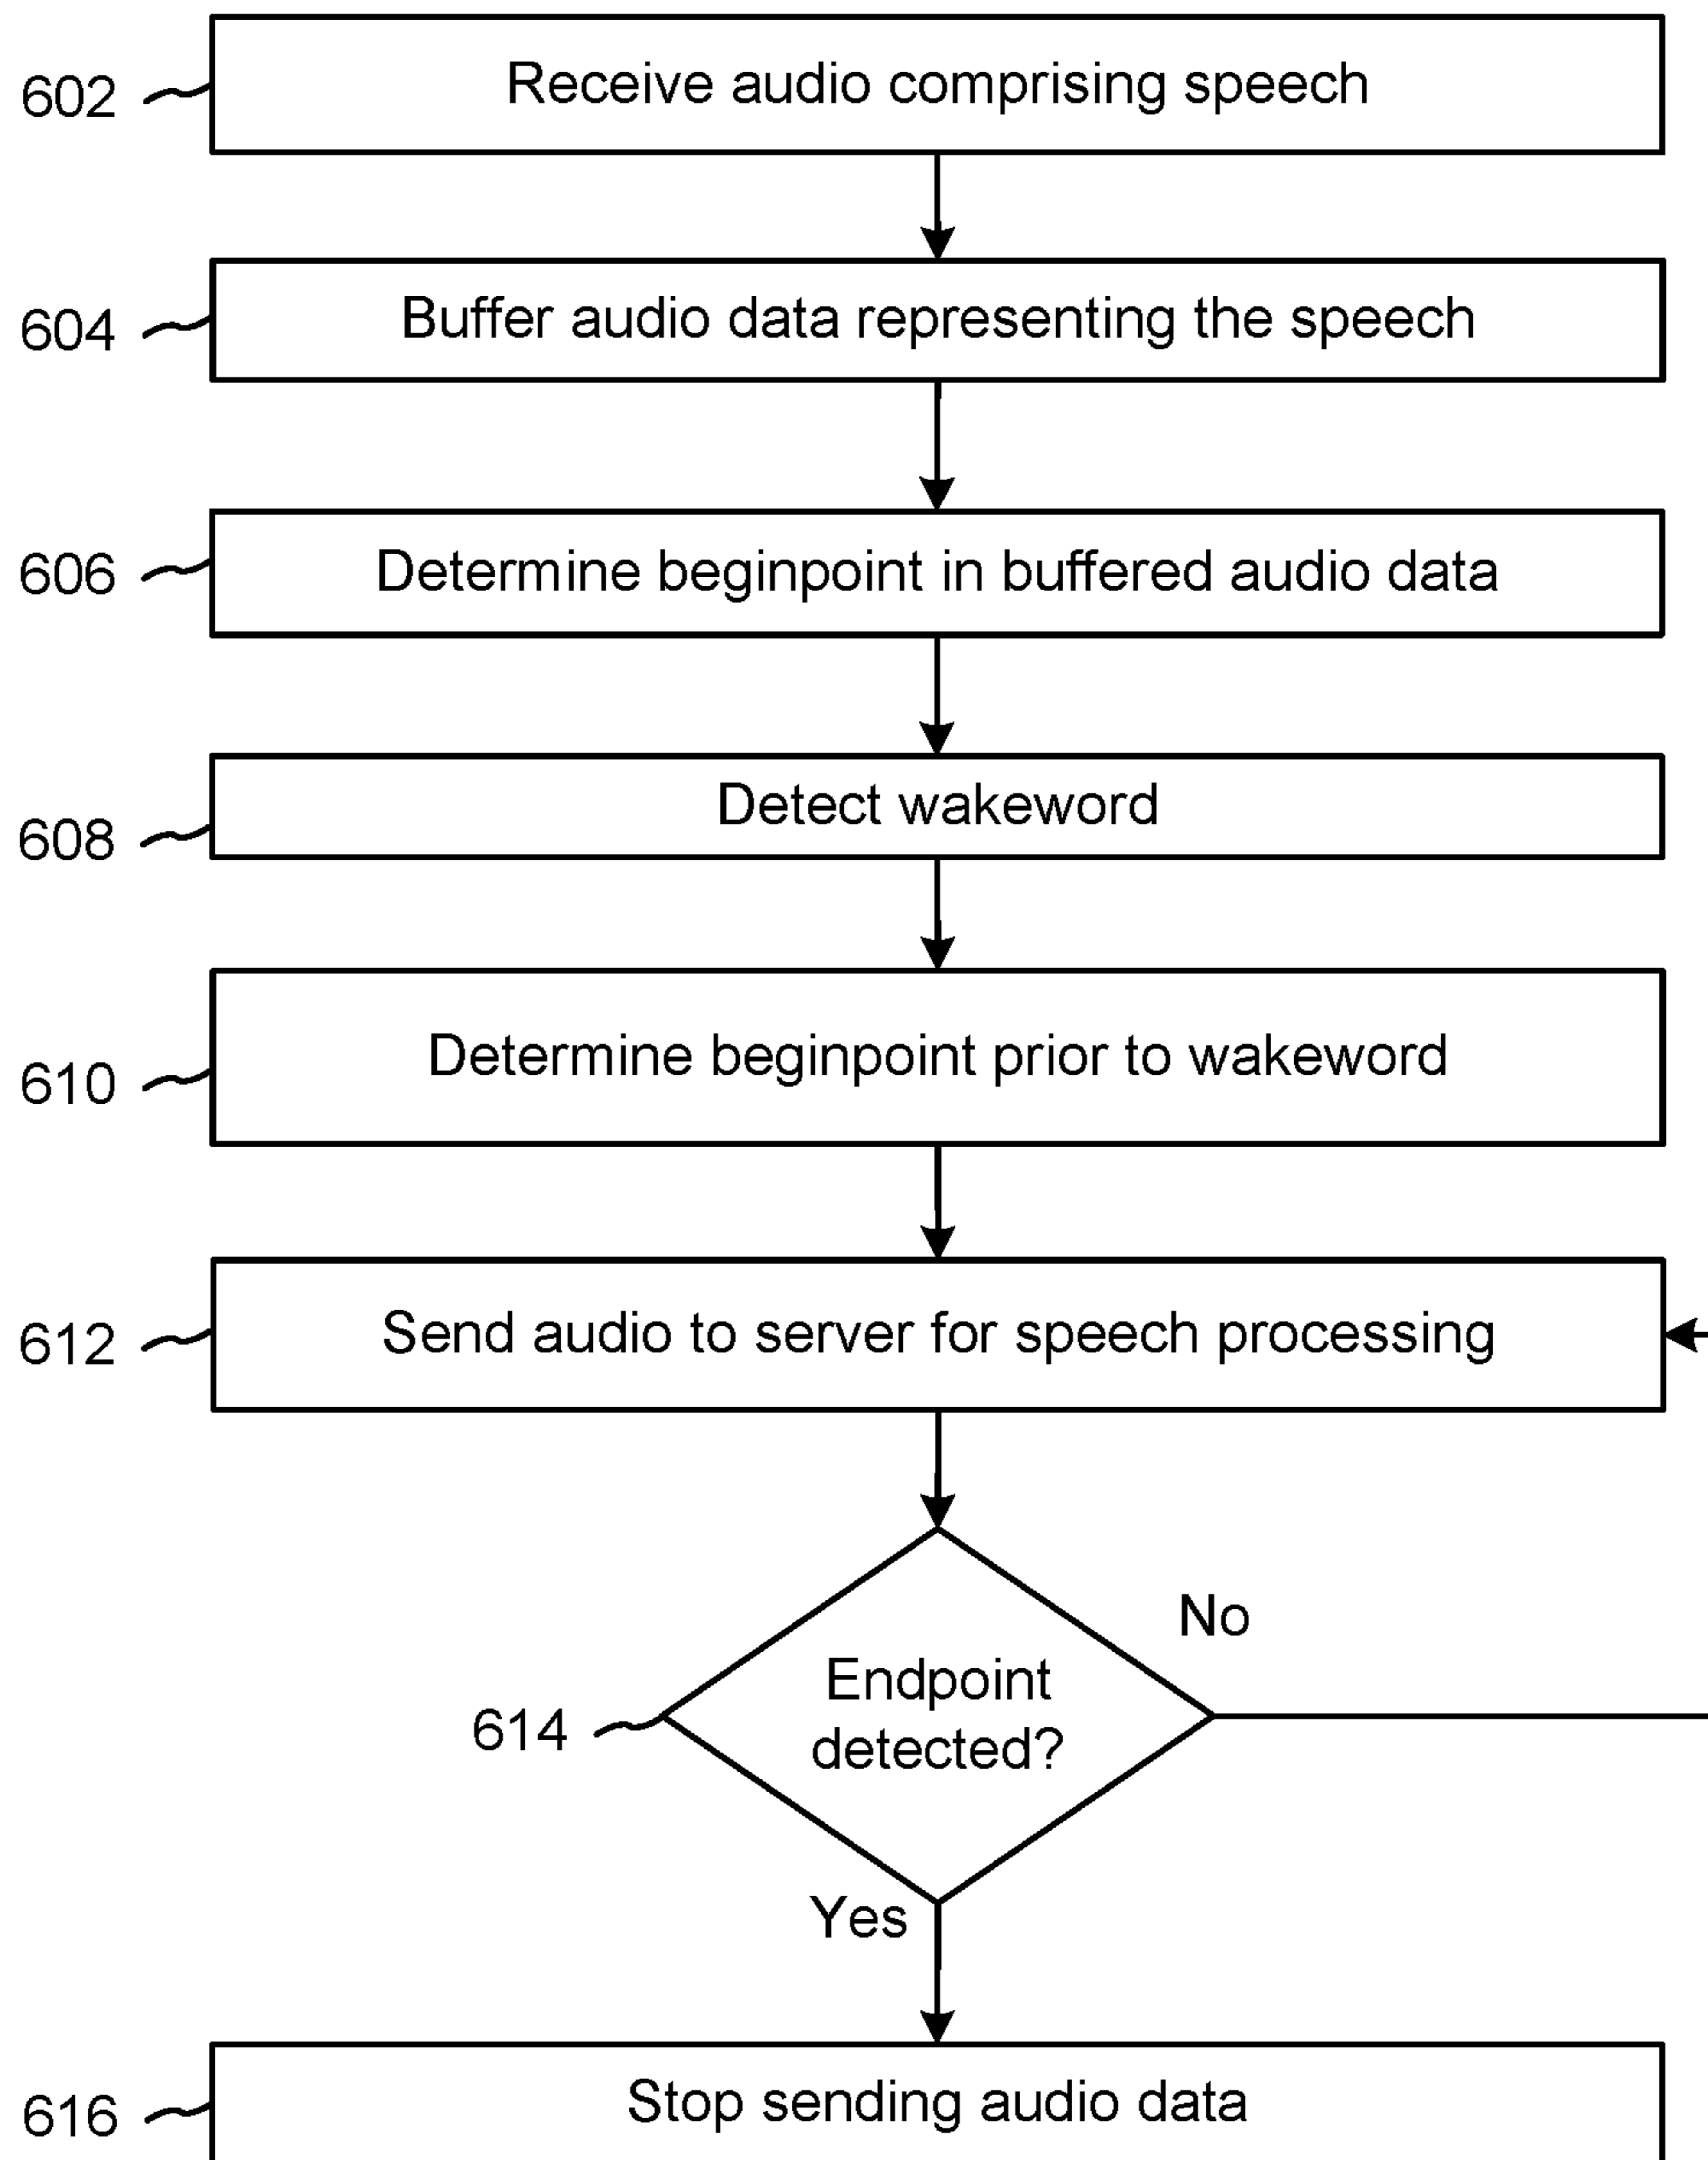 602
Receive audio comprising speech
604
Buffer audio data representing the speech
606
Determine beginpoint in buffered audio data
608
Detect wakeword
610
Determine beginpoint prior to wakeword
612
Send audio to server for speech processing
614
Endpoint
detected?
No
Yes
616
Stop sending audio data